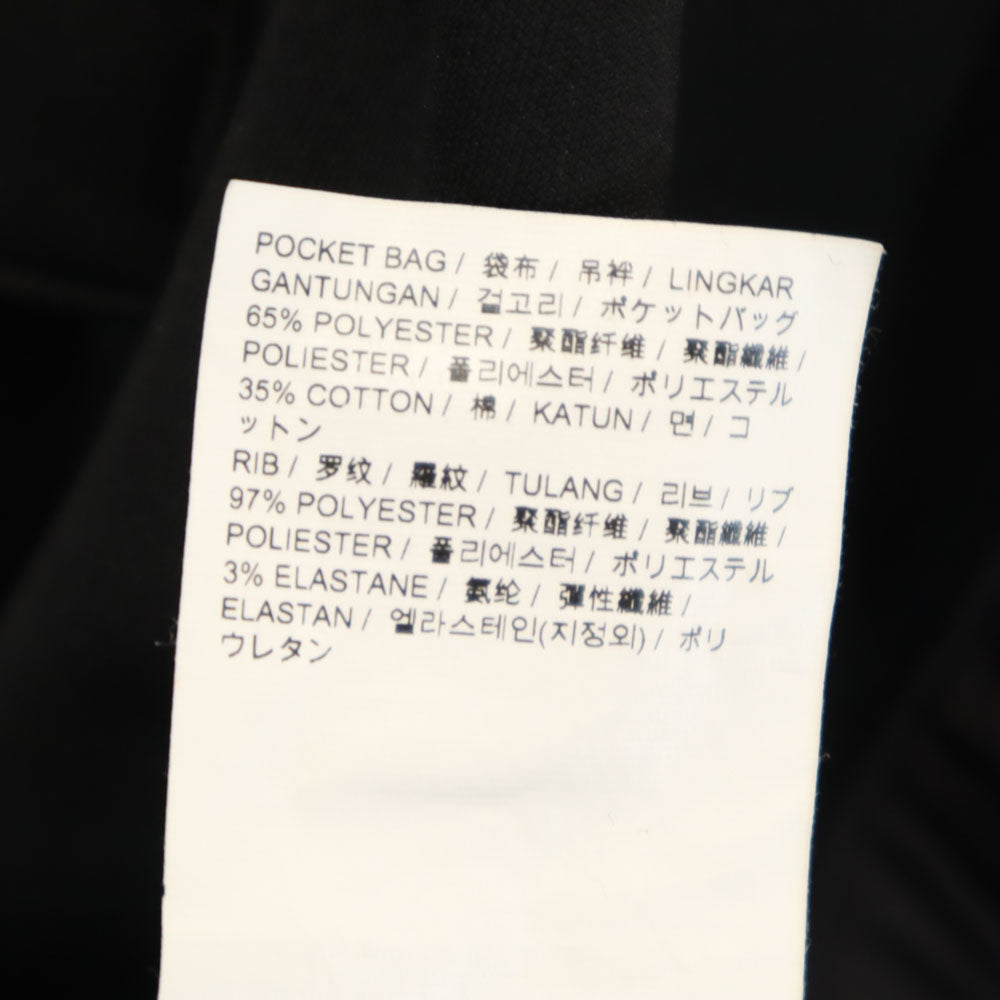 POCKET BAG / 袋布 / 吊袢 / LINGKAR
GANTUNGAN / 걸고리 / ポケットバッグ
65% POLYESTER / 聚酯纤维 / 聚酯纖維 /
POLIESTER / 폴리에스터 / ポリエステル
35% COTTON / 棉 / KATUN / 면 / コ
ットン
RIB / 罗纹 / 羅紋 / TULANG / 리브 / リブ
97% POLYESTER / 聚酯纤维 / 聚酯纖維 /
POLIESTER / 폴리에스터 / ポリエステル
3% ELASTANE / 氨纶 / 彈性纖維 /
ELASTAN / 엘라스테인(지정외) / ポリ
ウレタン